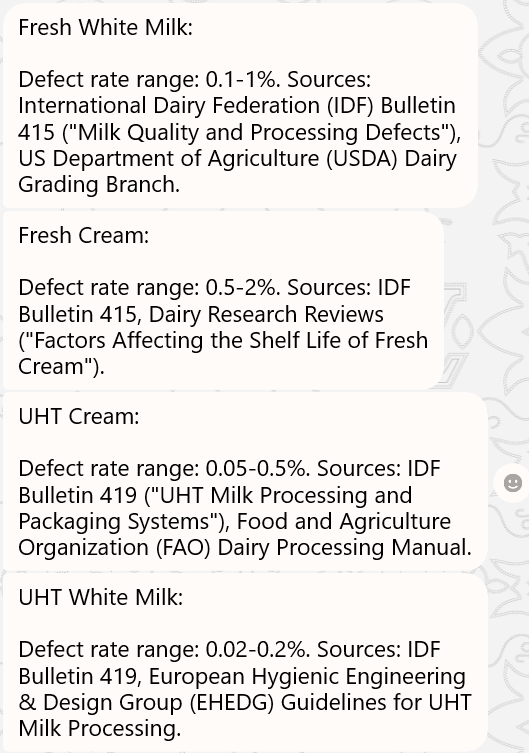 Fresh White Milk:
Defect rate range: 0.1-1%. Sources:
International Dairy Federation (IDF) Bulletin
415 ("Milk Quality and Processing Defects"),
US Department of Agriculture (USDA) Dairy
Grading Branch.
Fresh Cream:
Defect rate range: 0.5-2%. Sources: IDF
Bulletin 415, Dairy Research Reviews
("Factors Affecting the Shelf Life of Fresh
Cream").
UHT Cream:
Defect rate range: 0.05-0.5%. Sources: IDF
Bulletin 419 ("UHT Milk Processing and
Packaging Systems"), Food and Agriculture
Organization (FAO) Dairy Processing Manual.
UHT White Milk:
Defect rate range: 0.02-0.2%. Sources: IDF
Bulletin 419, European Hygienic Engineering
& Design Group (EHEDG) Guidelines for UHT
Milk Processing.